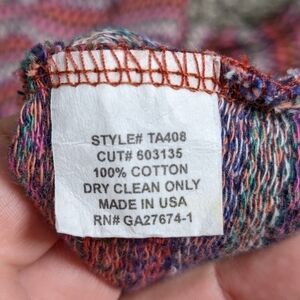 STYLE# TA408
CUT# 603135
100% COTTON
DRY CLEAN ONLY
MADE IN USA
RN# GA27674-1